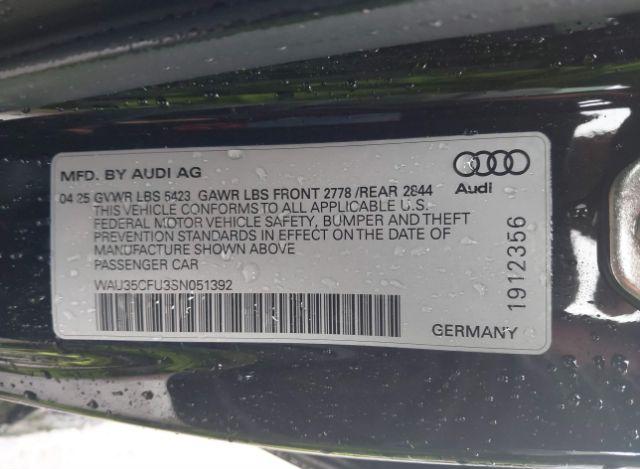 MFD. BY AUDI AG
04 25 GVWR LBS 5423 GAWR LBS FRONT 2778 /REAR 2844
THIS VEHICLE CONFORMS TO ALL APPLICABLE U.S.
FEDERAL MOTOR VEHICLE SAFETY, BUMPER AND THEFT
PREVENTION STANDARDS IN EFFECT ON THE DATE OF
MANUFACTURE SHOWN ABOVE
PASSENGER CAR
WAU35CFU3SN051392
Audi
1912356
GERMANY